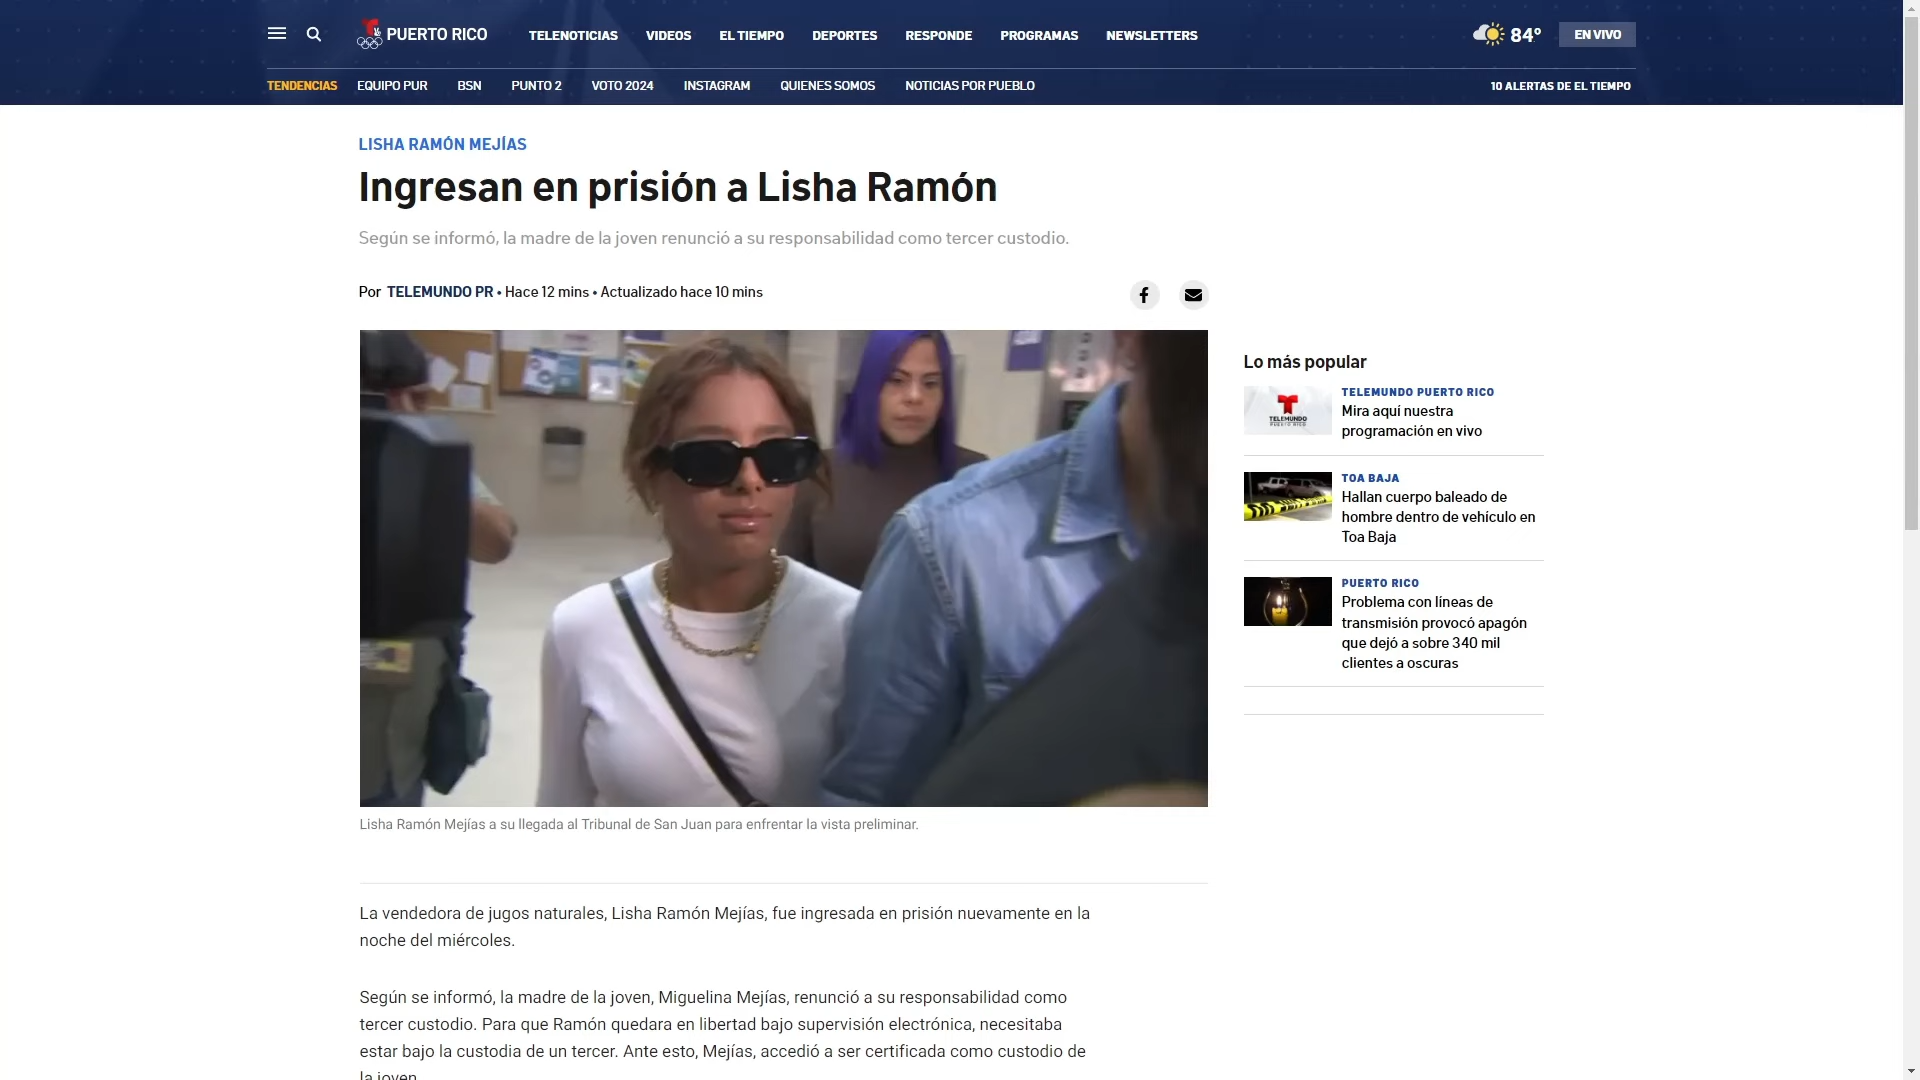 PUERTO RICO
TELENOTICIAS
VIDEOS
EL TIEMPO
DEPORTES
RESPONDE
PROGRAMAS
NEWSLETTERS
84º
EN VIVO
TENDENCIAS
EQUIPO PUR
BSN
PUNTO 2
VOTO 2024
INSTAGRAM
QUIENES SOMOS
NOTICIAS POR PUEBLO
10 ALERTAS DE EL TIEMPO
LISHA RAMÓN MEJÍAS
Ingresan en prisión a Lisha Ramón
Según se informó, la madre de la joven renunció a su responsabilidad como tercer custodio.
Por TELEMUNDO PR • Hace 12 mins • Actualizado hace 10 mins
Lisha Ramón Mejías a su llegada al Tribunal de San Juan para enfrentar la vista preliminar.
La vendedora de jugos naturales, Lisha Ramón Mejías, fue ingresada en prisión nuevamente en la
noche del miércoles.
Según se informó, la madre de la joven, Miguelina Mejías, renunció a su responsabilidad como
tercer custodio. Para que Ramón quedara en libertad bajo supervisión electrónica, necesitaba
estar bajo la custodia de un tercer. Ante esto, Mejías, accedió a ser certificada como custodio de
la joven.
Lo más popular
TELEMUNDO
PUERTO RICO
TELEMUNDO PUERTO RICO
Mira aquí nuestra
programación en vivo
TOA BAJA
Hallan cuerpo baleado de
hombre dentro de vehículo en
Toa Baja
PUERTO RICO
Problema con líneas de
transmisión provocó apagón
que dejó a sobre 340 mil
clientes a oscuras